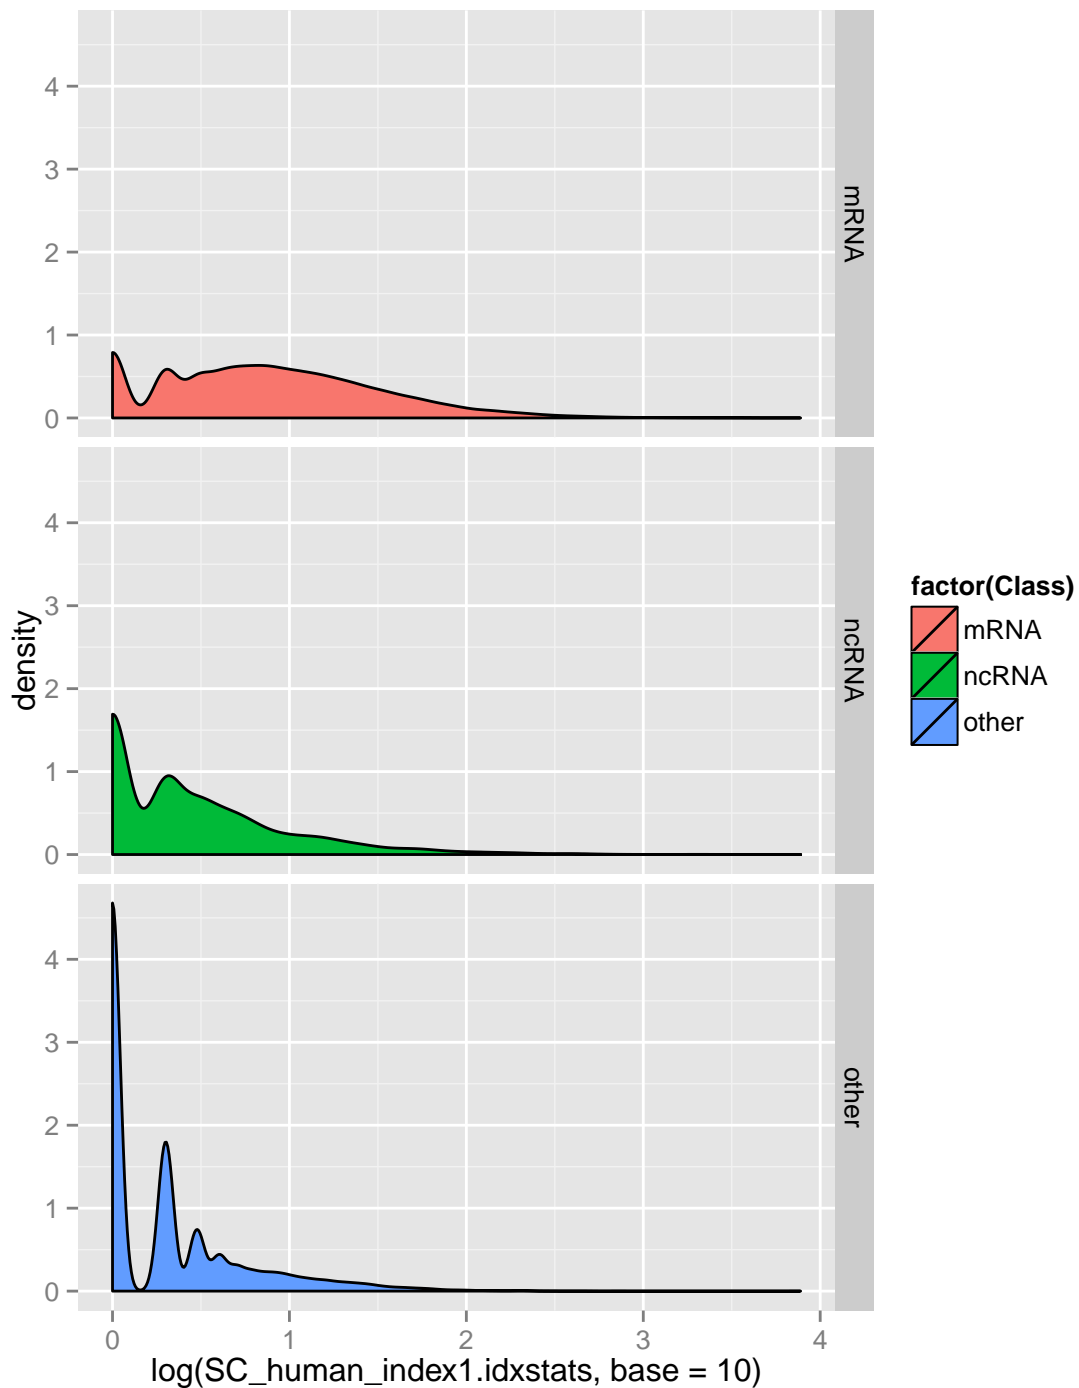 4
3
2
1
0
mRNA
4
3
2
1
0
ncRNA
4
3
2
1
0
other
0 1 2 3 4
density
log(SC_human_index1.idxstats, base = 10)
factor(Class)
mRNA
ncRNA
other